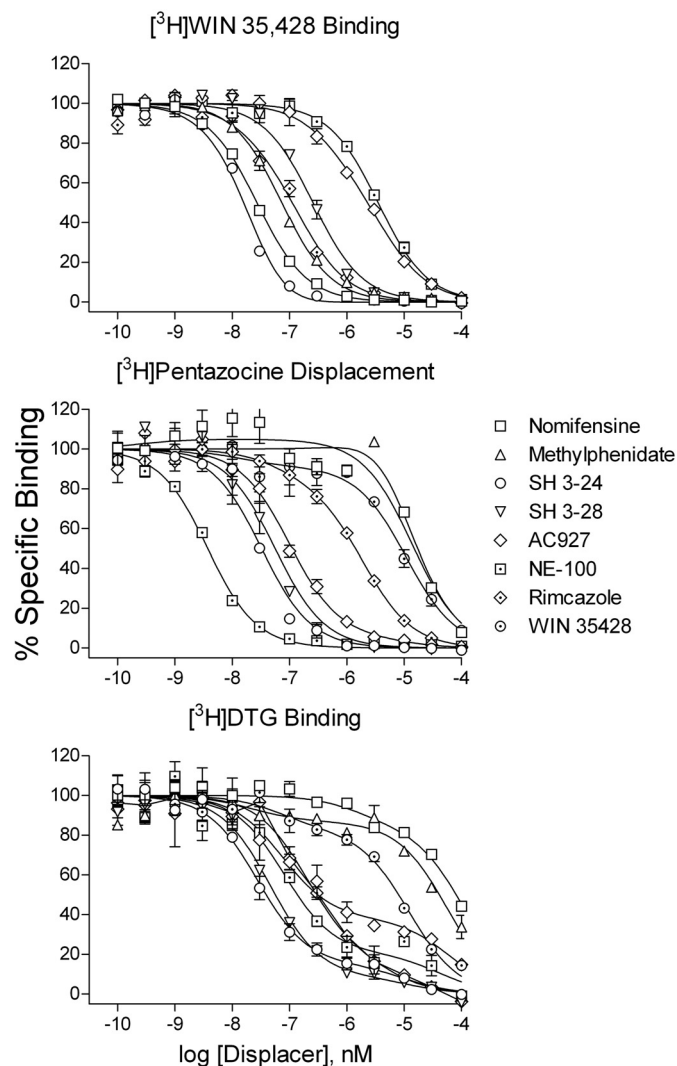 [³H]WIN 35,428 Binding
120
100
80
60
40
20
0
-10 -9 -8 -7 -6 -5 -4
[³H]Pentazocine Displacement
120
100
80
60
40
20
0
-10 -9 -8 -7 -6 -5 -4
% Specific Binding
Nomifensine
Methylphenidate
SH 3-24
SH 3-28
AC927
NE-100
Rimcazole
WIN 35428
[³H]DTG Binding
120
100
80
60
40
20
0
-10 -9 -8 -7 -6 -5 -4
log [Displacer], nM